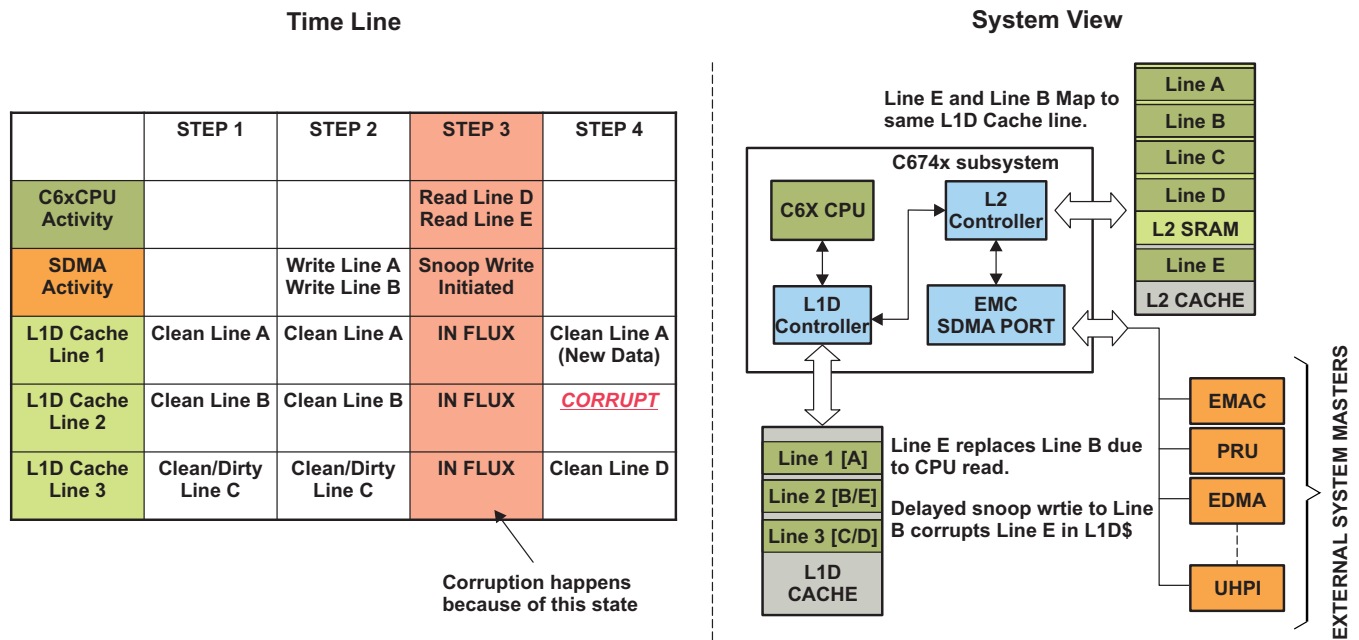 Time Line
STEP 1
STEP 2
STEP 3
STEP 4
C6xCPU
Activity
Read Line D
Read Line E
SDMA
Activity
Write Line A
Write Line B
Snoop Write
Initiated
L1D Cache
Line 1
Clean Line A
Clean Line A
IN FLUX
Clean Line A
(New Data)
L1D Cache
Line 2
Clean Line B
Clean Line B
IN FLUX
CORRUPT
L1D Cache
Line 3
Clean/Dirty
Line C
Clean/Dirty
Line C
IN FLUX
Clean Line D
Corruption happens
because of this state
System View
Line E and Line B Map to
same L1D Cache line.
C674x subsystem
C6X CPU
L2
Controller
L1D
Controller
EMC
SDMA PORT
Line A
Line B
Line C
Line D
L2 SRAM
Line E
L2 CACHE
Line 1 [A]
Line 2 [B/E]
Line 3 [C/D]
L1D
CACHE
Line E replaces Line B due
to CPU read.
Delayed snoop wrtie to Line
B corrupts Line E in L1D$
EMAC
PRU
EDMA
UHPI
EXTERNAL SYSTEM MASTERS